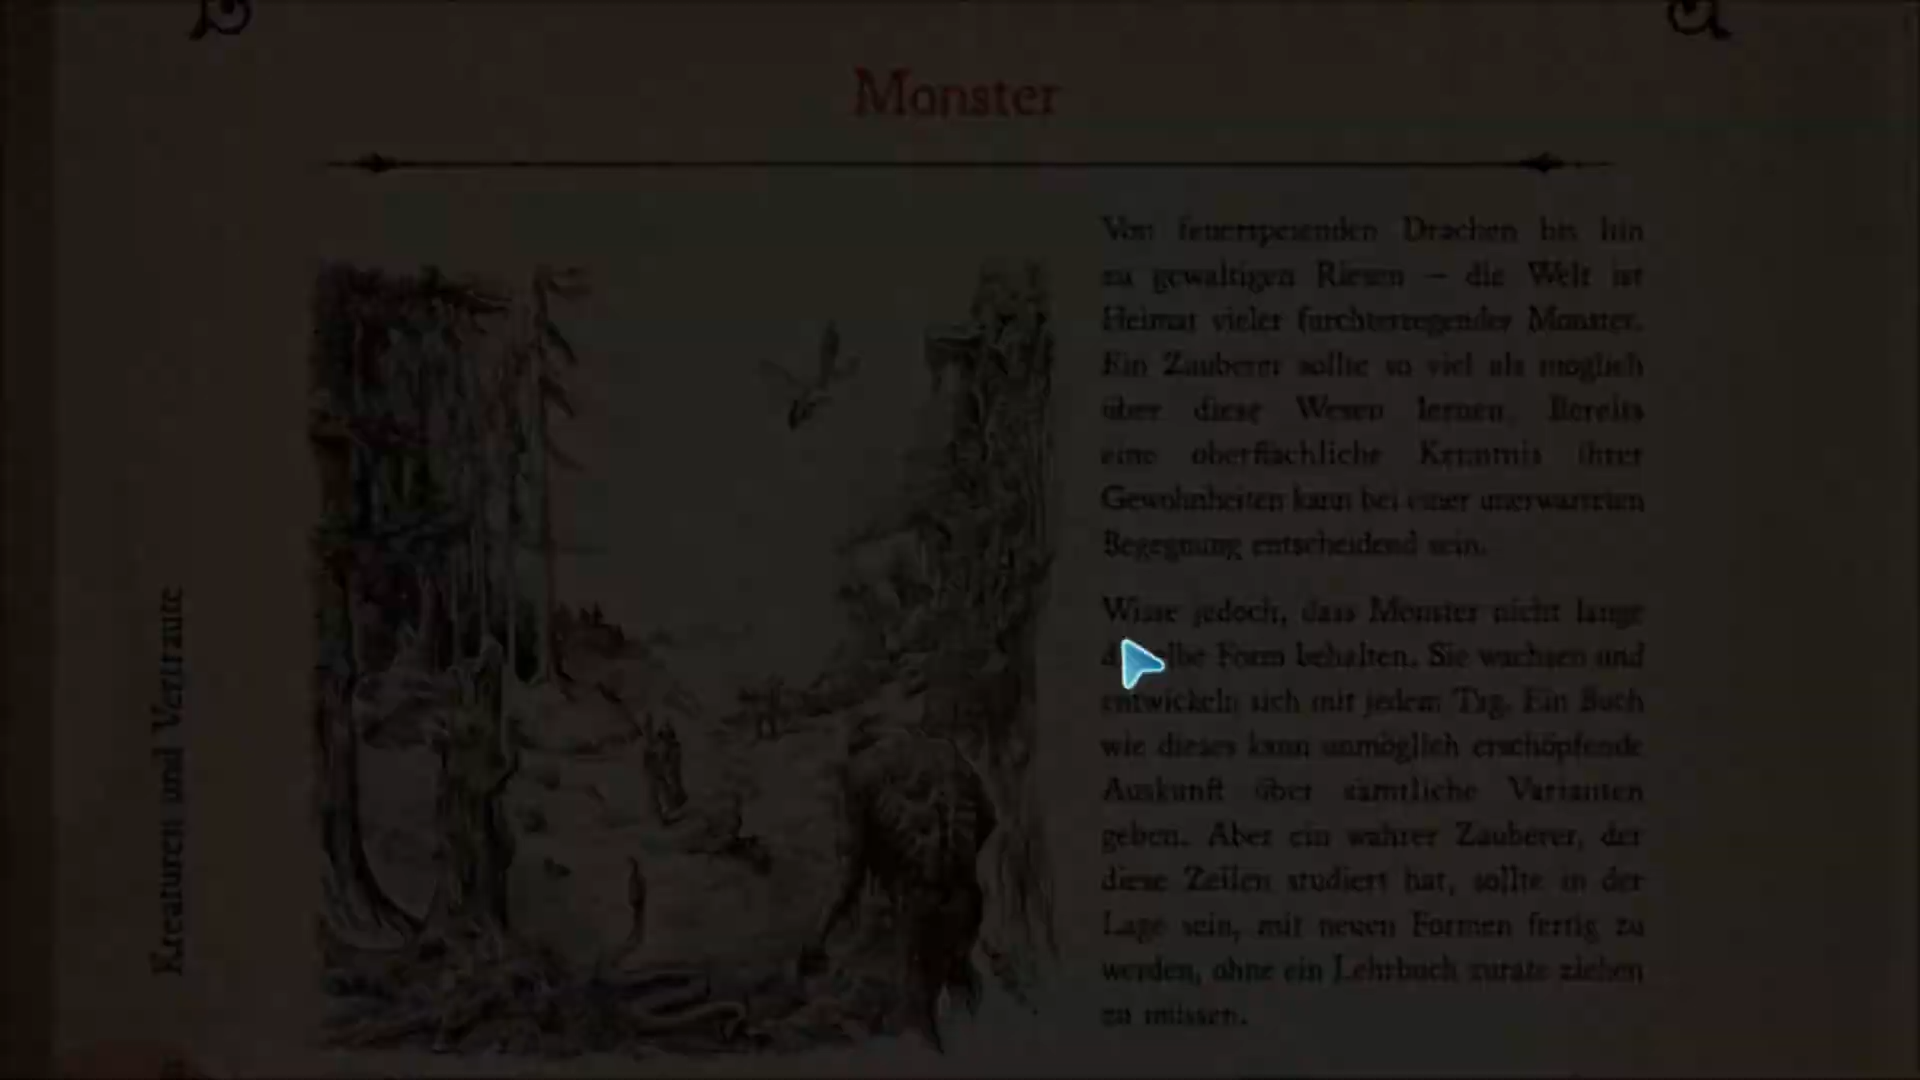 Monster
Von feuerspeienden Drachen bis hin
zu gewaltigen Riesen – die Welt ist
Heimat vieler furchterregender Monster.
Ein Zauberer sollte so viel als möglich
über diese Wesen lernen. Bereits
eine oberflächliche Kenntnis ihrer
Gewohnheiten kann bei einer unerwarteten
Begegnung entscheidend sein.
Wisse jedoch, dass Monster nicht lange
Form behalten. Sie wachsen und
entwickeln sich mit jedem Tag. Ein Buch
wie dieses kann unmöglich erschöpfende
Auskunft über sämtliche Varianten
geben. Aber ein wahrer Zauberer, der
diese Zeilen studiert hat, sollte in der
Lage sein, mit neuen Formen fertig zu
werden, ohne ein Lehrbuch zurate ziehen
zu müssen.
Kreaturen und Vertraute